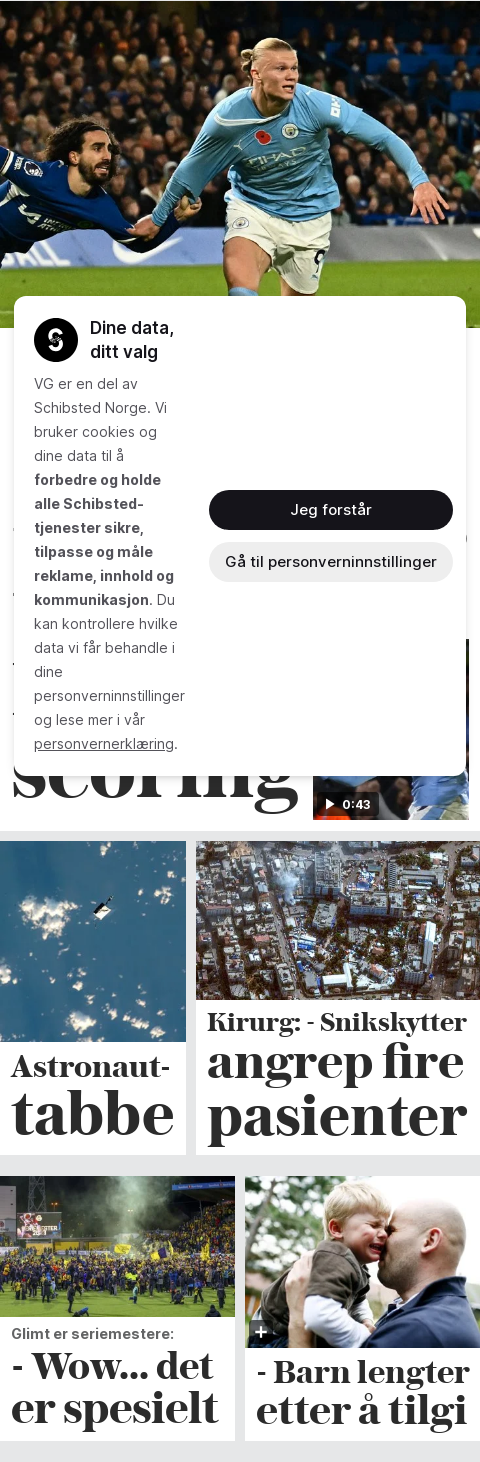 ETIHAD
9
Dine data,
ditt valg
VG er en del av
Schibsted Norge. Vi
bruker cookies og
dine data til å
forbedre og holde
alle Schibsted-
tjenester sikre,
tilpasse og måle
reklame, innhold og
kommunikasjon. Du
kan kontrollere hvilke
data vi får behandle i
dine
personverninnstillinger
og lese mer i vår
personvernerklæring.
Jeg forstår
Gå til personverninnstillinger
scoring
0:43
Astronaut-
tabbe
Kirurg: - Snikskytter
angrep fire
pasienter
Glimt er seriemestere:
- Wow... det
er spesielt
- Barn lengter
etter å tilgi